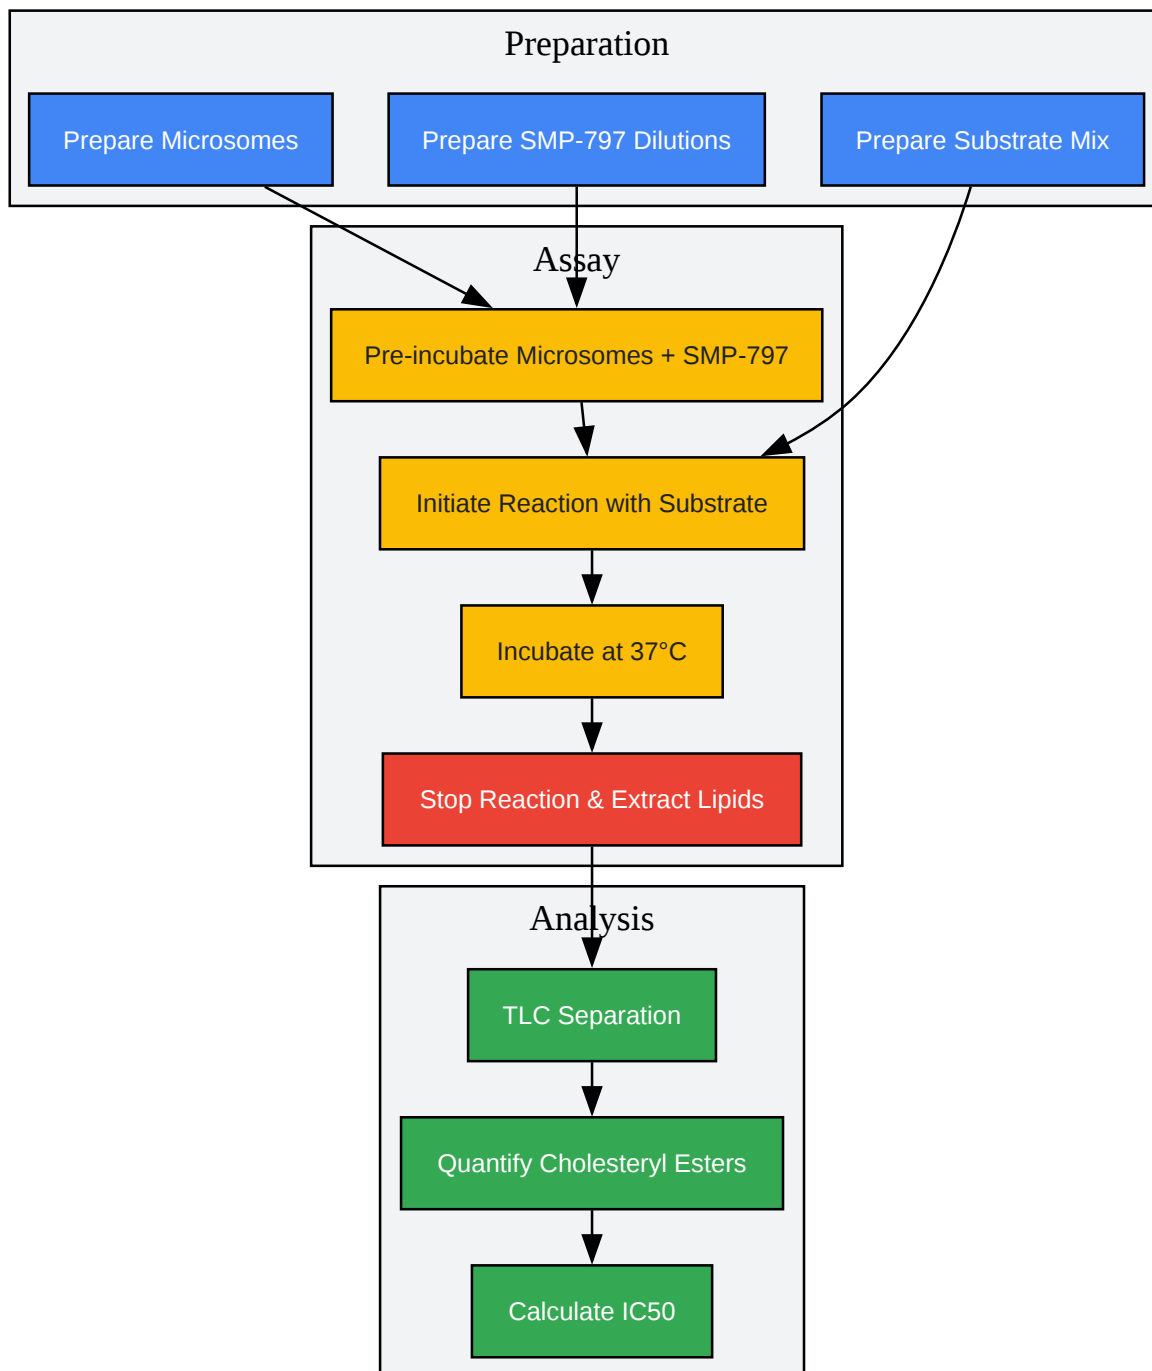 Preparation
Prepare Microsomes
Prepare SMP-797 Dilutions
Prepare Substrate Mix
Assay
Pre-incubate Microsomes + SMP-797
Initiate Reaction with Substrate
Incubate at 37°C
Stop Reaction & Extract Lipids
Analysis
TLC Separation
Quantify Cholesteryl Esters
Calculate IC50